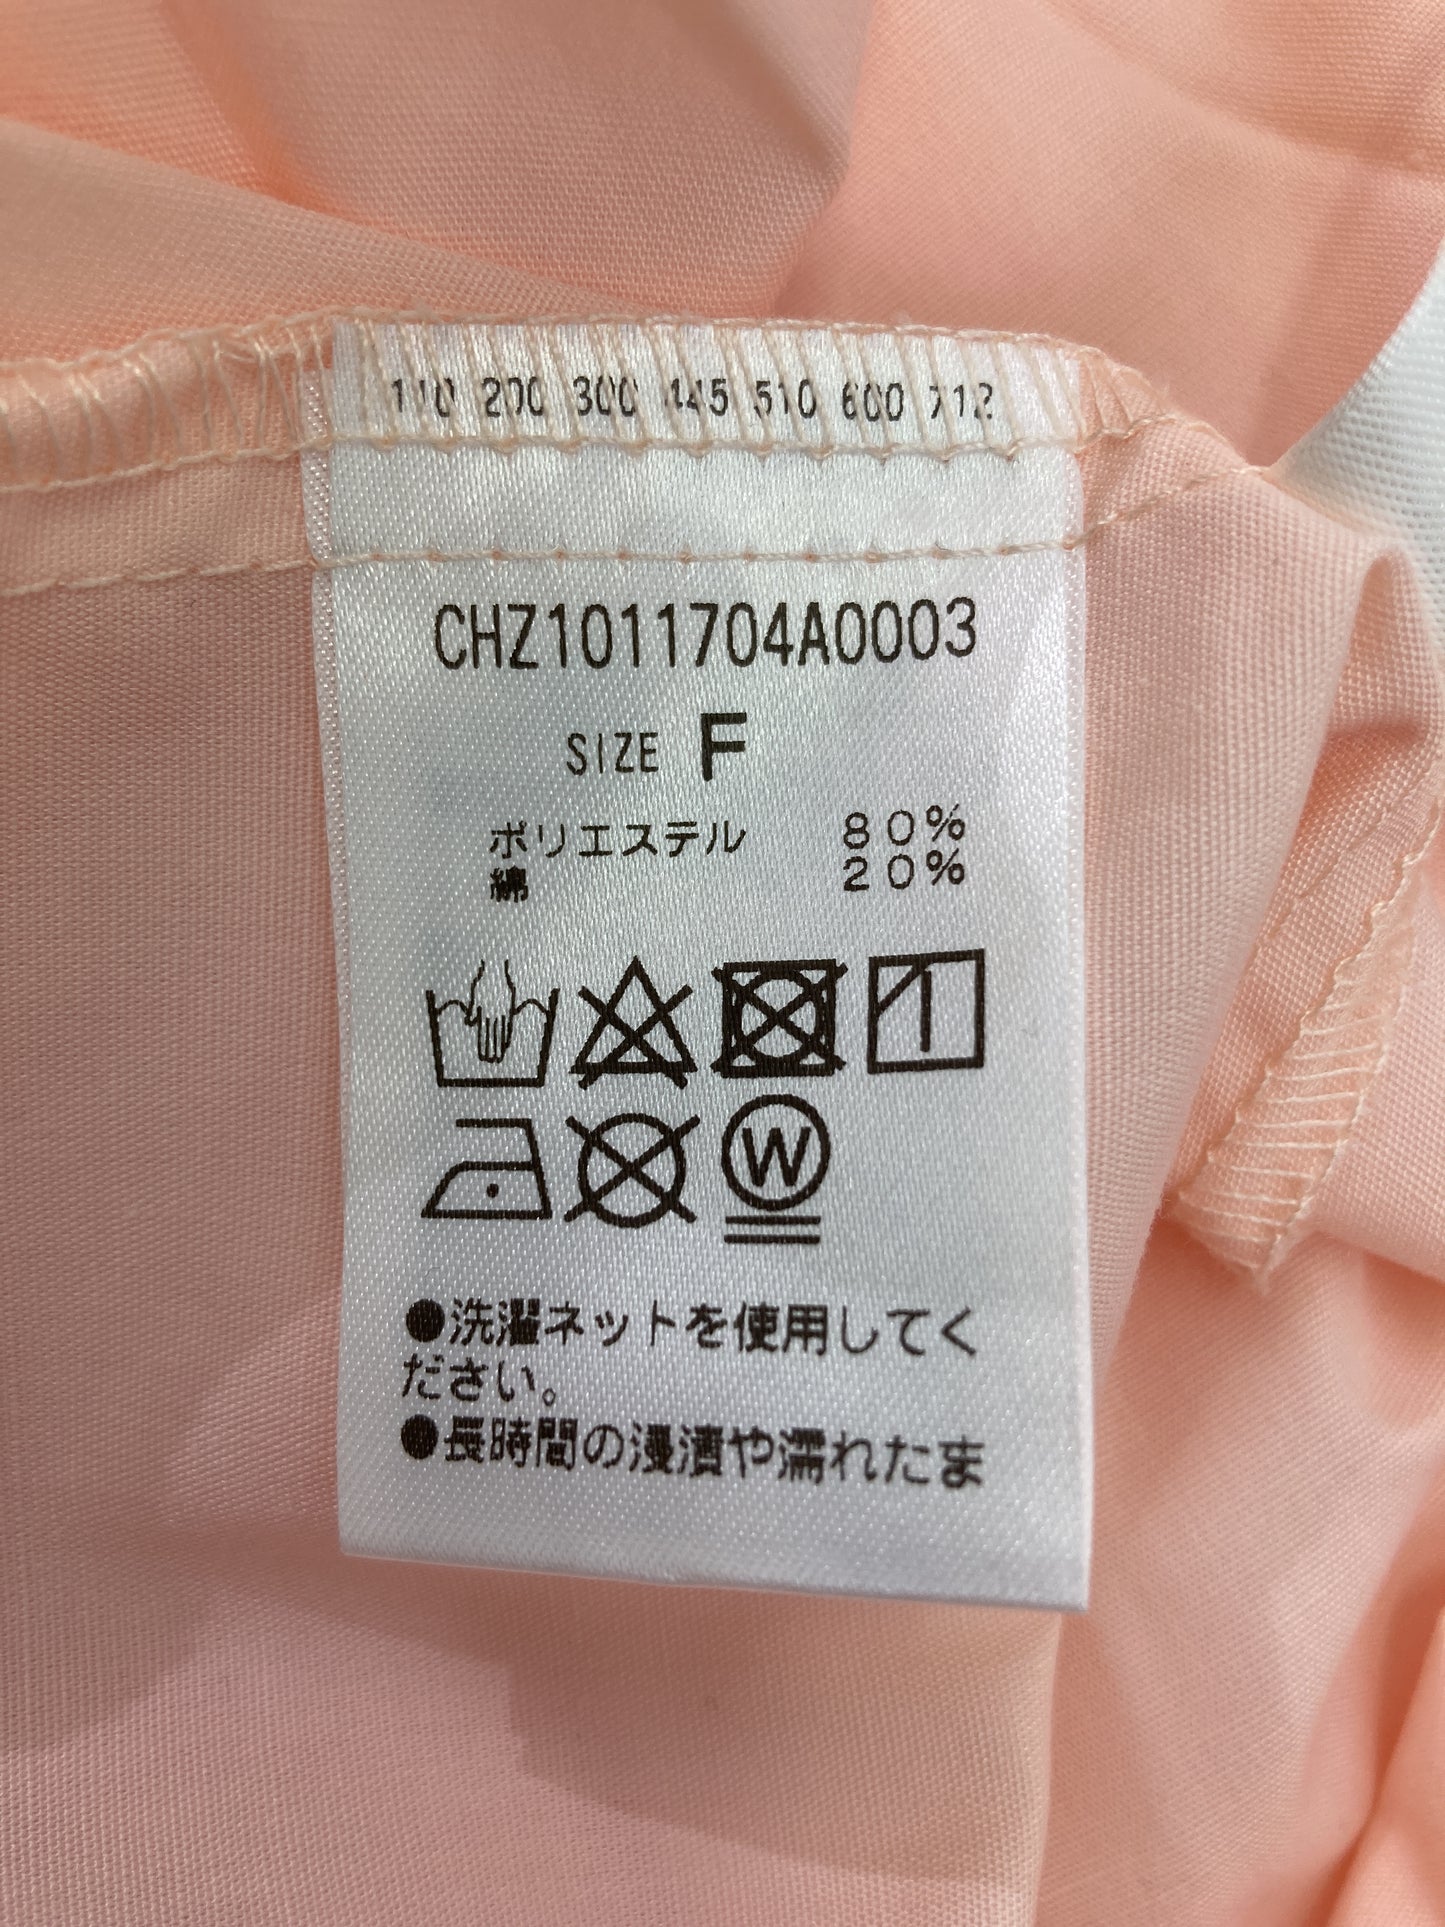 110 200 300 445 510 600 712
CHZ1011704A0003
SIZE F
ポリエステル 80%
綿 20%
W
●洗濯ネットを使用してく
ださい。
●長時間の浸漬や濡れたま